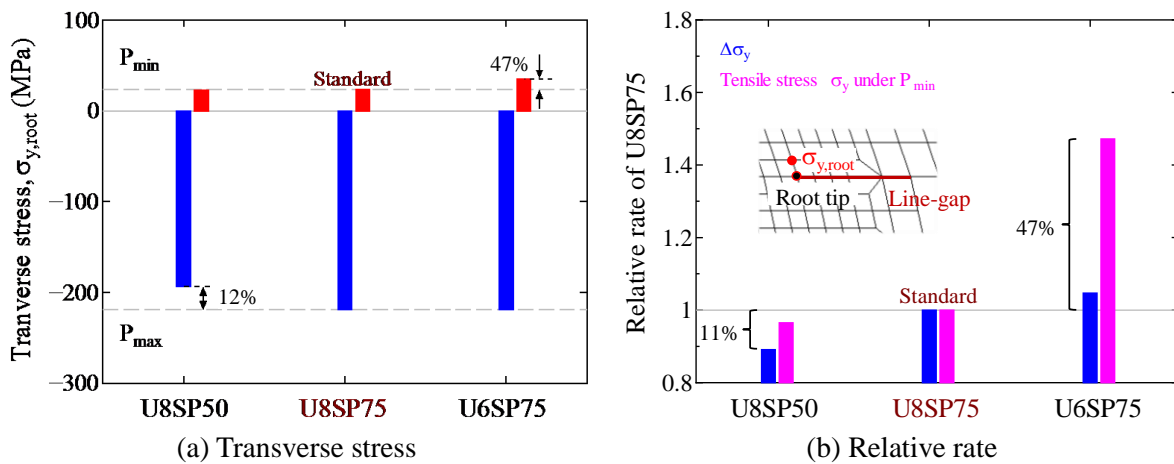 100
0
−100
−200
−300
Tranverse stress, σy,root (MPa)
Pmin
Standard
47%
12%
Pmax
U8SP50
U8SP75
U6SP75
(a) Transverse stress
1.8
1.6
1.4
1.2
1
0.8
Relative rate of U8SP75
Δσy
Tensile stress σy under Pmin
σy,root
Root tip
Line-gap
47%
Standard
11%
U8SP50
U8SP75
U6SP75
(b) Relative rate